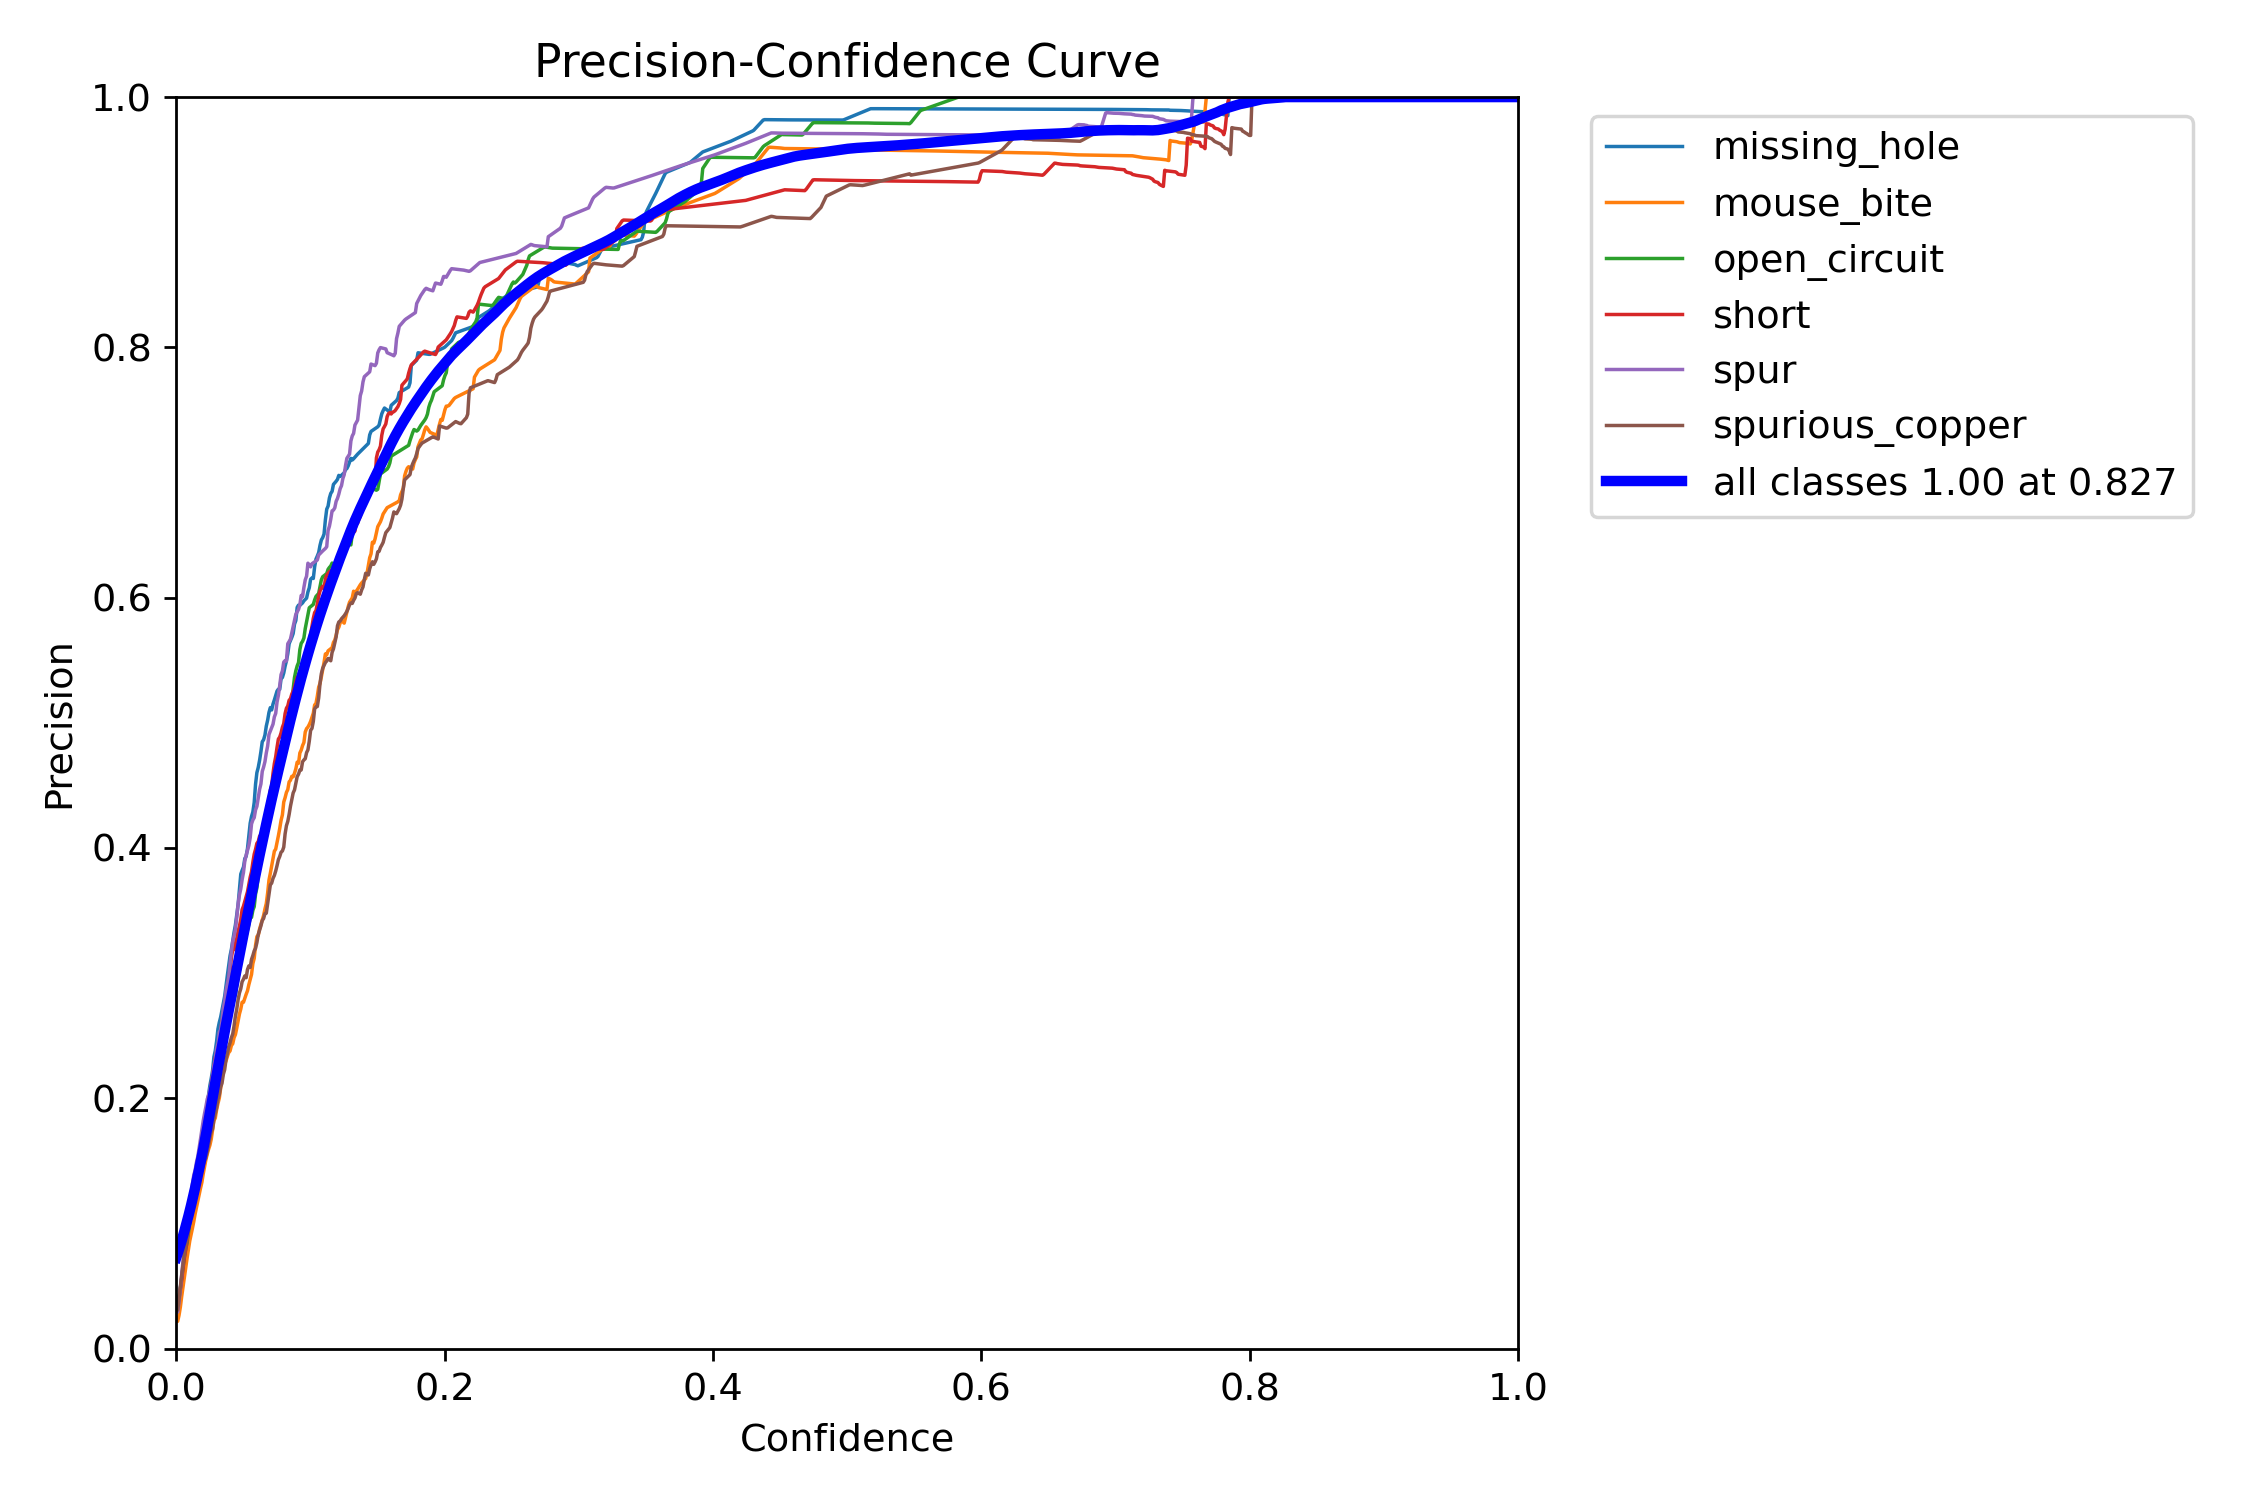 Precision-Confidence Curve
1.0
0.8
0.6
0.4
0.2
0.0
Precision
0.0 0.2 0.4 0.6 0.8 1.0
Confidence
missing_hole
mouse_bite
open_circuit
short
spur
spurious_copper
all classes 1.00 at 0.827